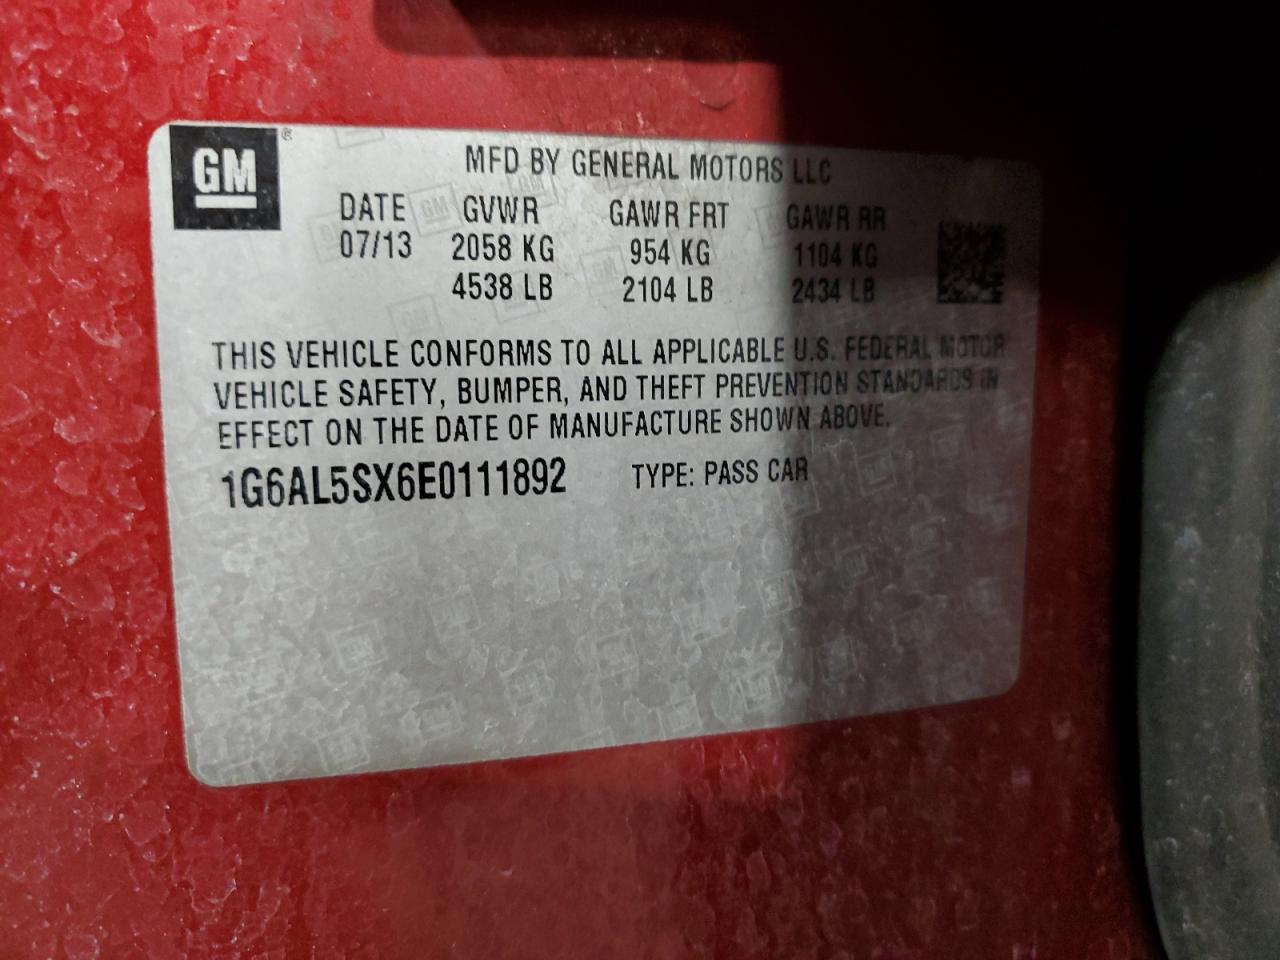 GM ®
MFD BY GENERAL MOTORS LLC
DATE GVWR GAWR FRT GAWR RR
07/13 2058 KG 954 KG 1104 KG
4538 LB 2104 LB 2434 LB
THIS VEHICLE CONFORMS TO ALL APPLICABLE U.S. FEDERAL MOTOR
VEHICLE SAFETY, BUMPER, AND THEFT PREVENTION STANDARDS IN
EFFECT ON THE DATE OF MANUFACTURE SHOWN ABOVE.
1G6AL5SX6E0111892 TYPE: PASS CAR